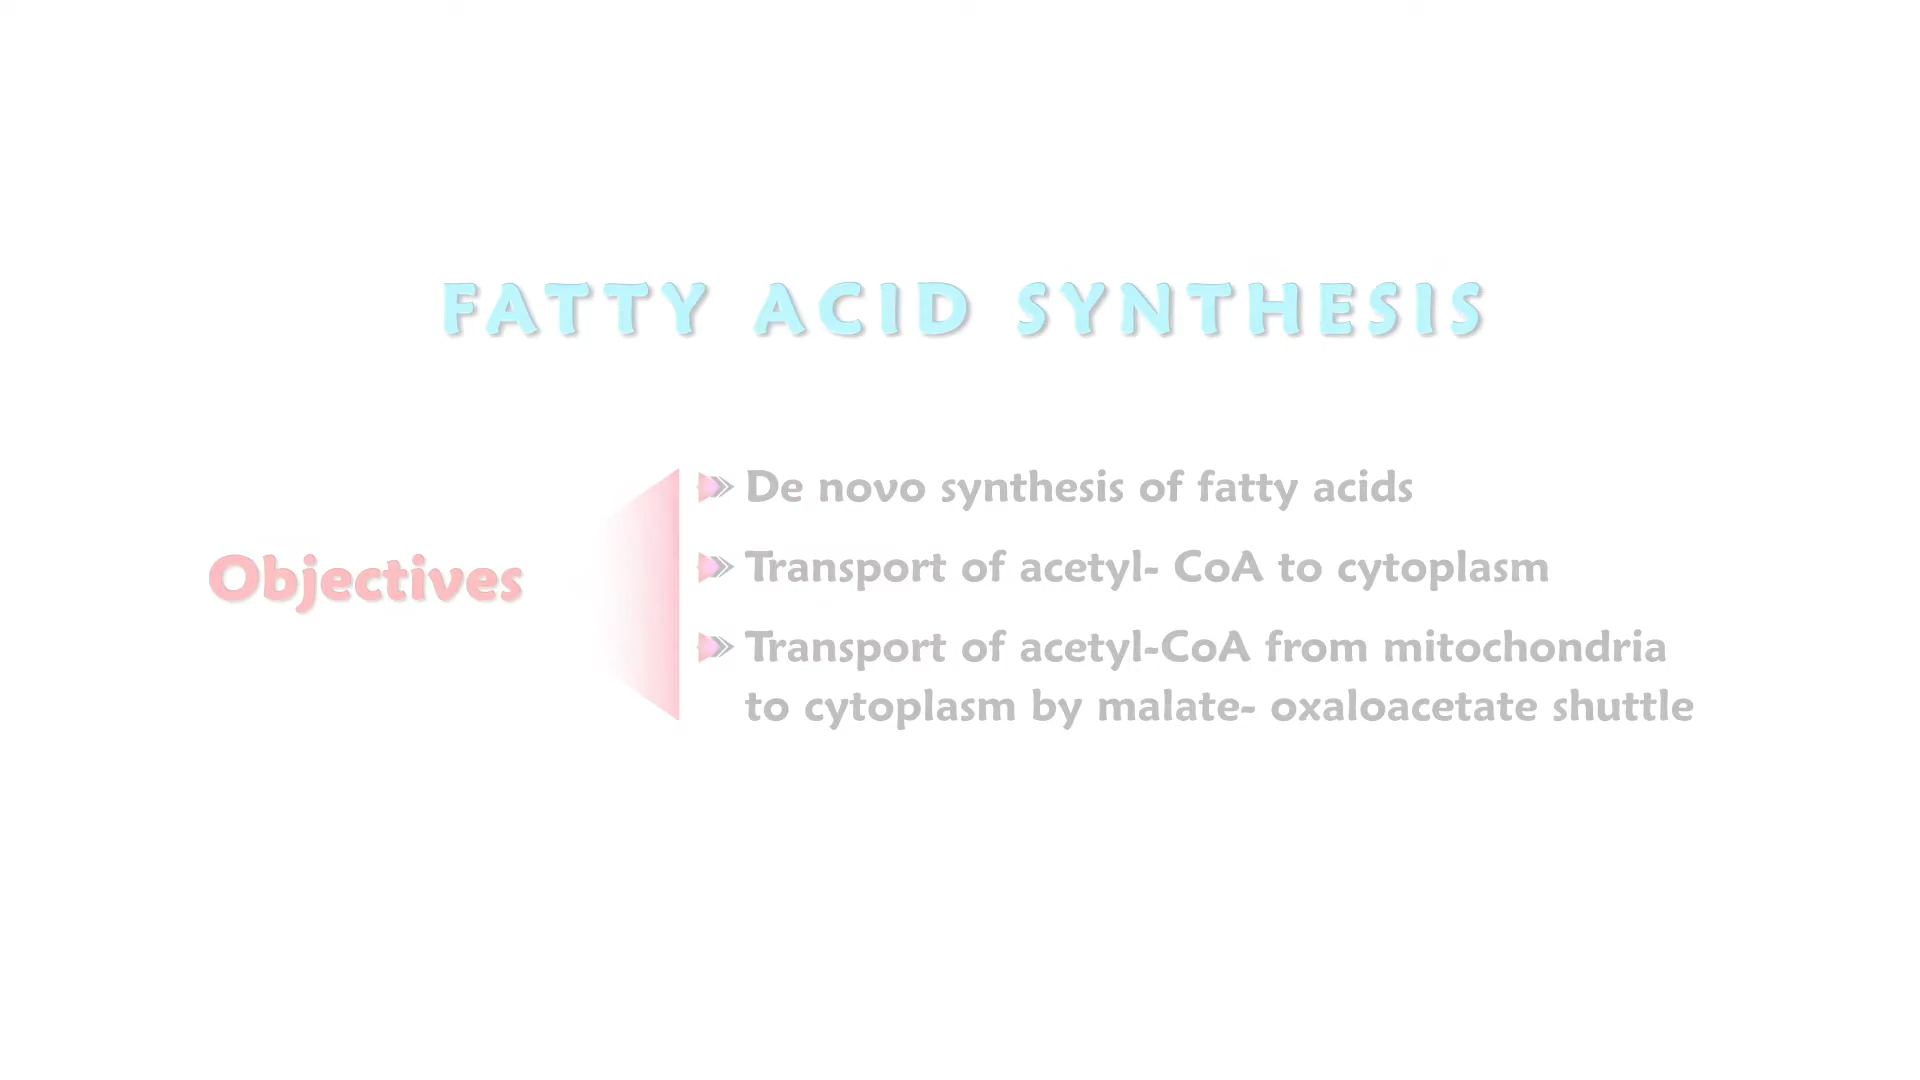 FATTY ACID SYNTHESIS
Objectives
De novo synthesis of fatty acids
Transport of acetyl- CoA to cytoplasm
Transport of acetyl-CoA from mitochondria
to cytoplasm by malate- oxaloacetate shuttle